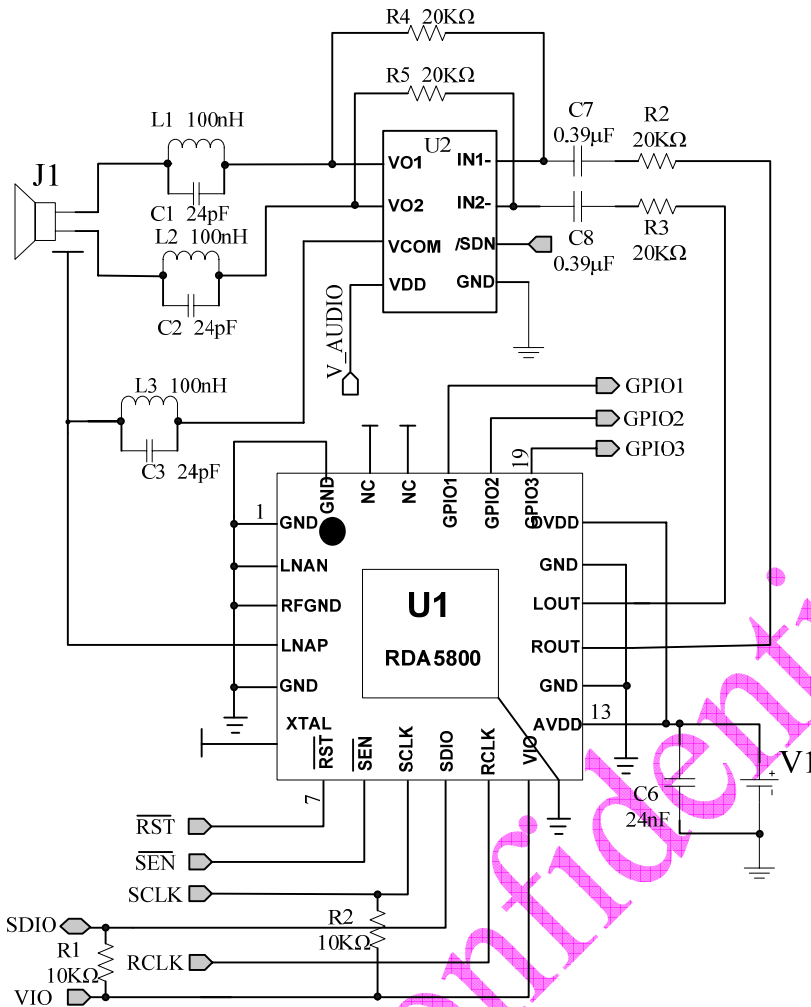 R4 20KΩ
R5 20KΩ
L1 100nH
C1 24pF
J1
L2 100nH
C2 24pF
U2
VO1
VO2
VCOM
VDD
IN1-
IN2-
/SDN
GND
C7
0.39µF
R2
20KΩ
C8
0.39µF
R3
20KΩ
V_AUDIO
L3 100nH
C3 24pF
GPIO1
GPIO2
GPIO3
19
GND
NC
NC
GPIO1
GPIO2
GPIO3
1
GND
LNAN
RFGND
LNAP
GND
XTAL
U1
RDA5800
DVDD
GND
LOUT
ROUT
GND
AVDD
13
RST
SEN
SCLK
SDIO
RCLK
VIO
7
C6
24nF
V1
+
-
RST
SEN
SCLK
SDIO
R1
10KΩ
R2
10KΩ
RCLK
VIO
onfidenti